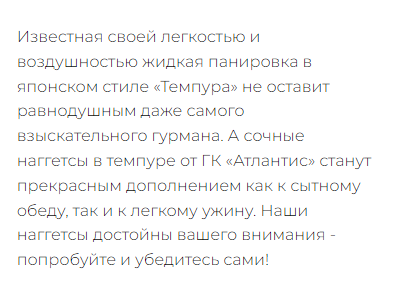 Известная своей легкостью и
воздушностью жидкая панировка в
японском стиле «Темпура» не оставит
равнодушным даже самого
взыскательного гурмана. А сочные
наггетсы в темпуре от ГК «Атлантис» станут
прекрасным дополнением как к сытному
обеду, так и к легкому ужину. Наши
наггетсы достойны вашего внимания -
попробуйте и убедитесь сами!